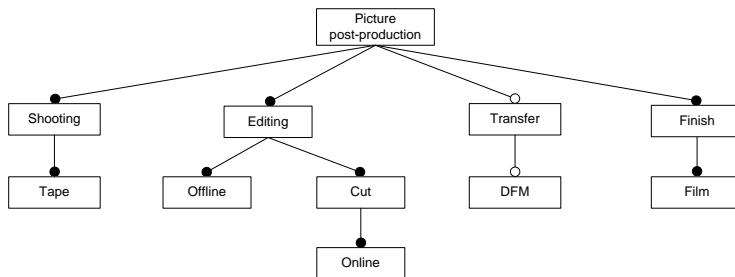 Picture
post-production
Shooting
Editing
Transfer
Finish
Tape
Offline
Cut
DFM
Film
Online